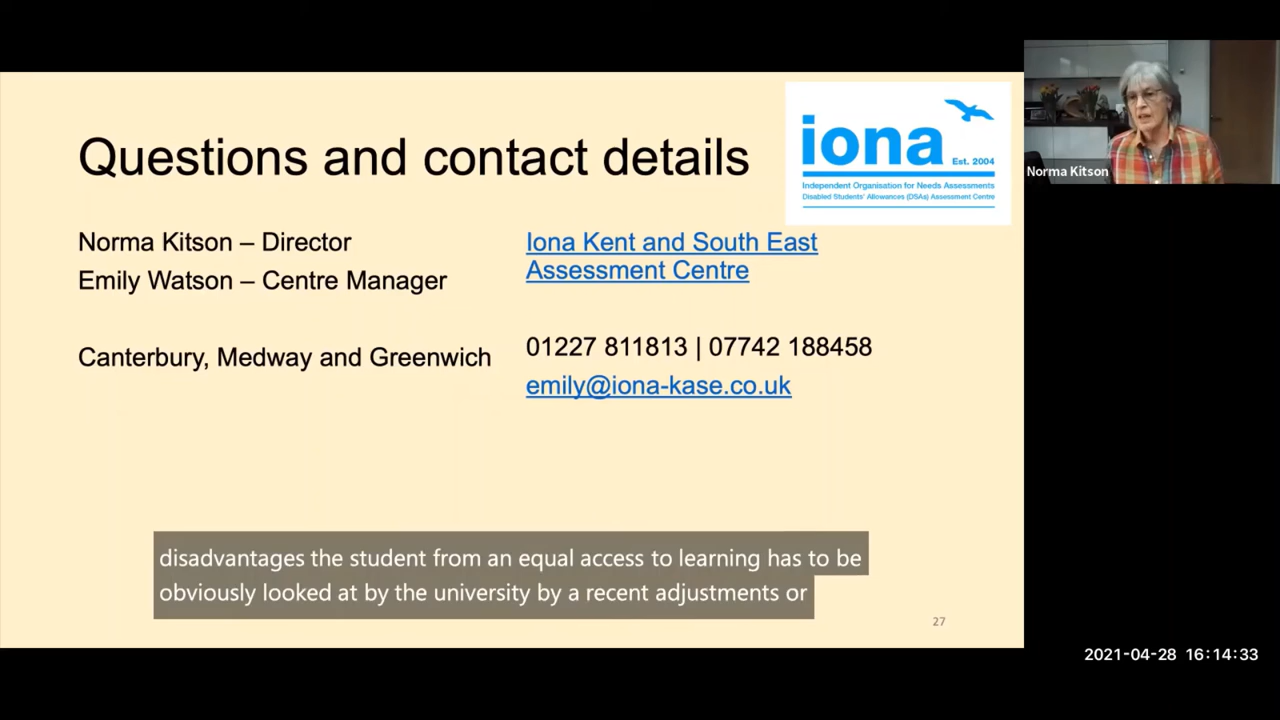 Questions and contact details
iona
Est. 2004
Independent Organisation for Needs Assessments
Disabled Students' Allowances (DSAs) Assessment Centre
Norma Kitson
Norma Kitson – Director
Emily Watson – Centre Manager
Canterbury, Medway and Greenwich
Iona Kent and South East
Assessment Centre
01227 811813 | 07742 188458
emily@iona-kase.co.uk
disadvantages the student from an equal access to learning has to be
obviously looked at by the university by a recent adjustments or
27
2021-04-28 16:14:33